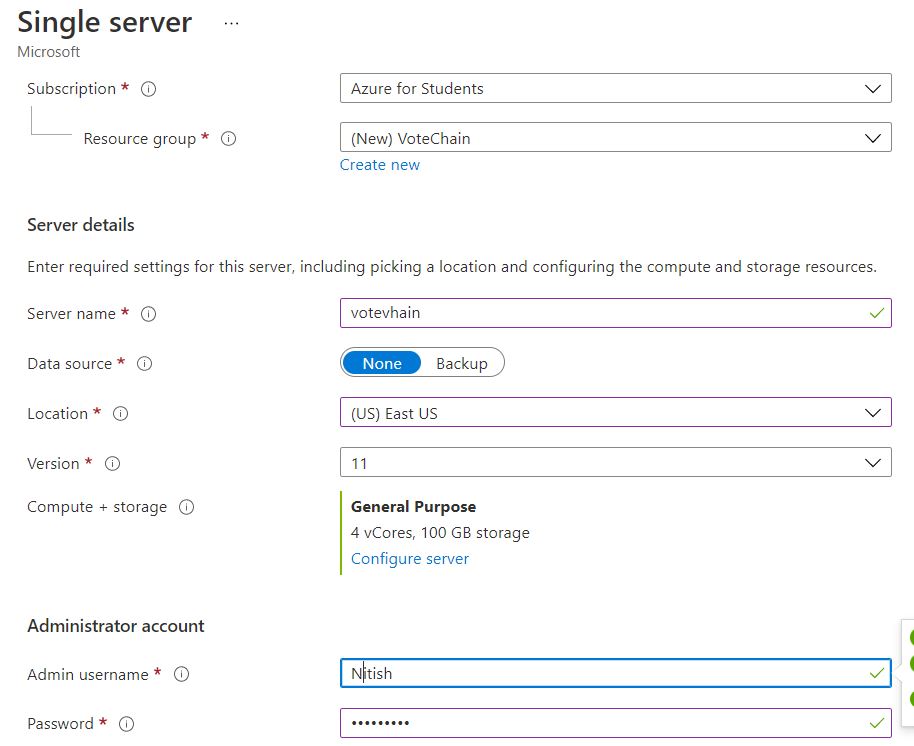 Single server ...
Microsoft
Subscription * Azure for Students
Resource group * (New) VoteChain
Create new
Server details
Enter required settings for this server, including picking a location and configuring the compute and storage resources.
Server name * votevhain
Data source * None Backup
Location * (US) East US
Version * 11
Compute + storage General Purpose
4 vCores, 100 GB storage
Configure server
Administrator account
Admin username * Nitish
Password * •••••••••